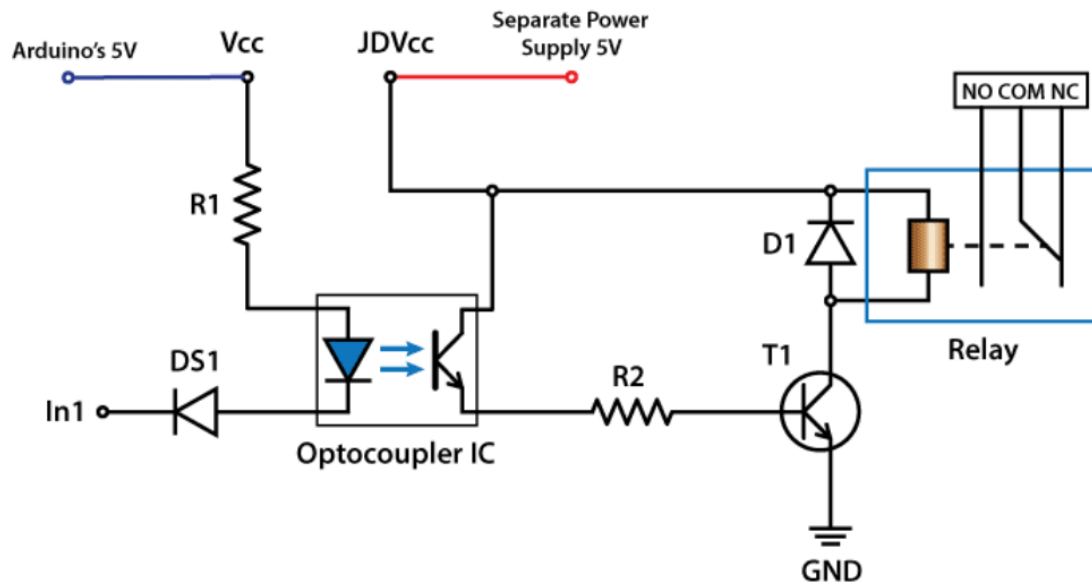 Arduino's 5V
Vcc
JDVcc
Separate Power
Supply 5V
NO COM NC
R1
D1
Relay
DS1
T1
R2
In1
Optocoupler IC
GND